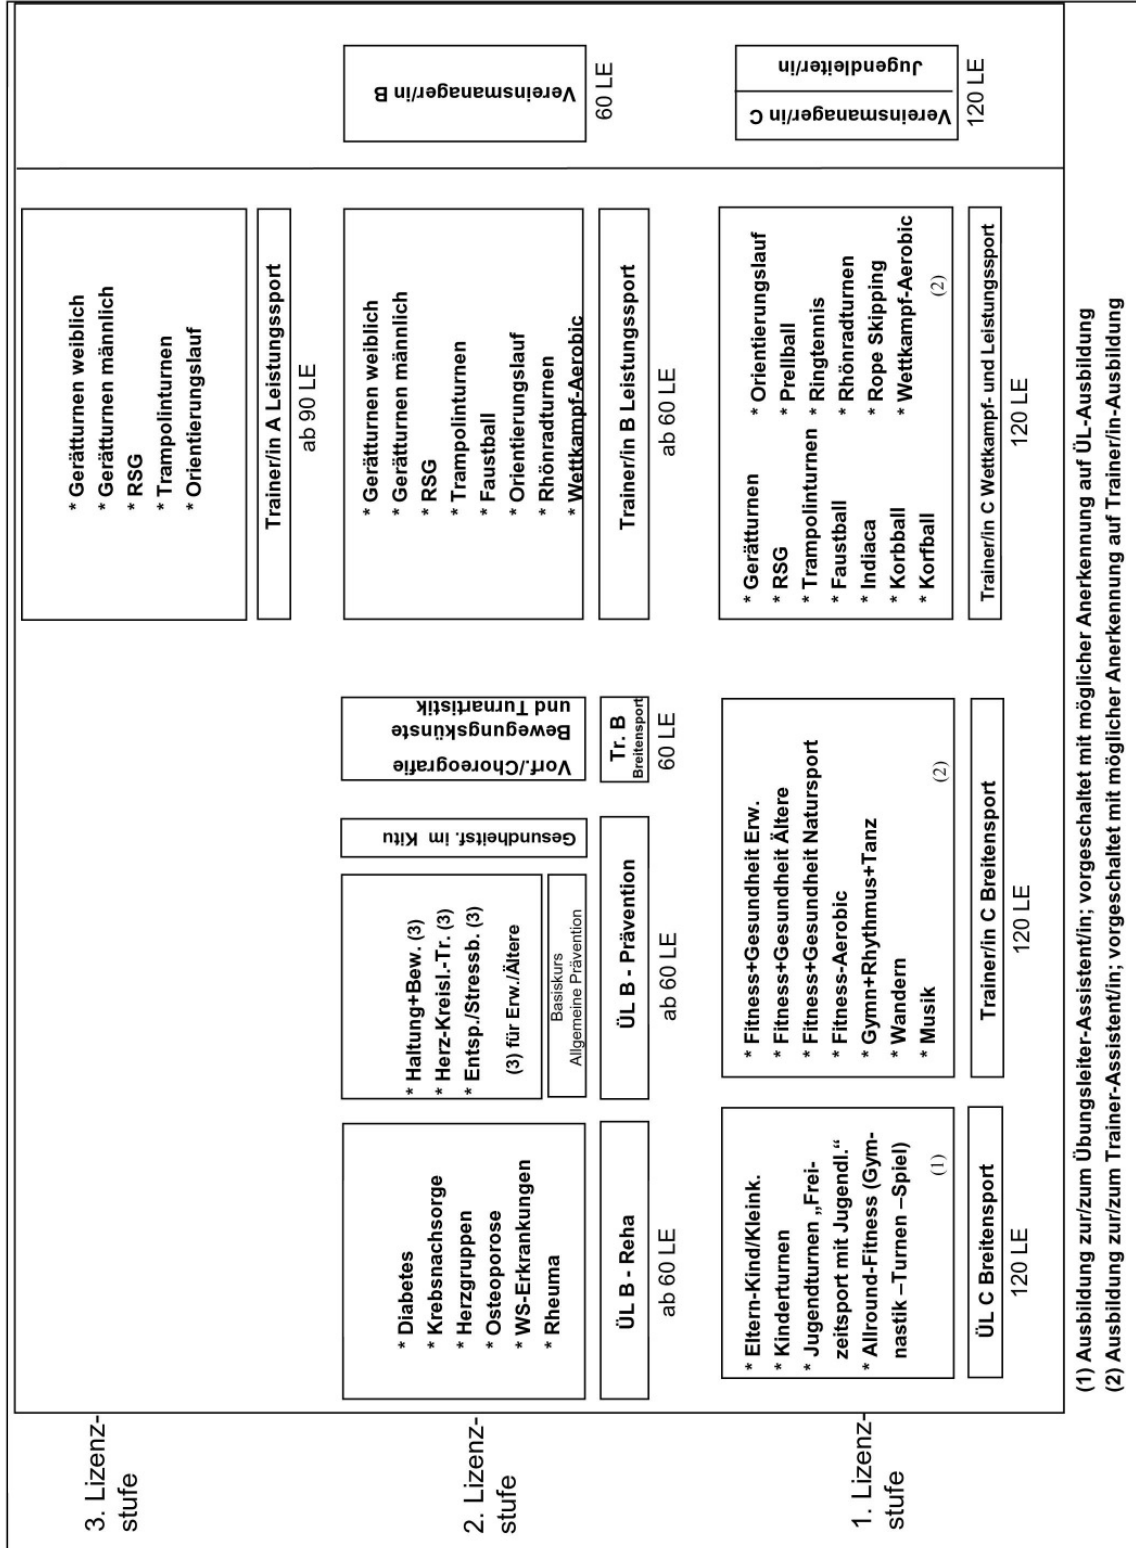 3. Lizenz-
stufe
* Gerätturnen weiblich
* Gerätturnen männlich
* RSG
* Trampolinturnen
* Orientierungslauf
Trainer/in A Leistungssport
ab 90 LE
2. Lizenz-
stufe
* Diabetes
* Krebsnachsorge
* Herzgruppen
* Osteoporose
* WS-Erkrankungen
* Rheuma
ÜL B - Reha
ab 60 LE
* Haltung+Bew. (3)
* Herz-Kreisl.-Tr. (3)
* Entsp./Stressb. (3)
(3) für Erw./Ältere
Basiskurs
Allgemeine Prävention
Gesundheitsf. im Kitu
ÜL B - Prävention
ab 60 LE
Vorf./Choreografie
Bewegungskünste
und Turnartistik
Tr. B
Breitensport
60 LE
* Gerätturnen weiblich
* Gerätturnen männlich
* RSG
* Trampolinturnen
* Faustball
* Orientierungslauf
* Rhönradturnen
* Wettkampf-Aerobic
Trainer/in B Leistungssport
ab 60 LE
Vereinsmanager/in B
60 LE
1. Lizenz-
stufe
* Eltern-Kind/Kleink.
* Kinderturnen
* Jugendturnen „Frei-
zeitsport mit Jugendl.“
* Allround-Fitness (Gym-
nastik –Turnen –Spiel)
(1)
ÜL C Breitensport
120 LE
* Fitness+Gesundheit Erw.
* Fitness+Gesundheit Ältere
* Fitness+Gesundheit Natursport
* Fitness-Aerobic
* Gymn+Rhythmus+Tanz
* Wandern
* Musik
(2)
Trainer/in C Breitensport
120 LE
* Gerätturnen
* RSG
* Trampolinturnen
* Faustball
* Indiaca
* Korbball
* Korfball
* Orientierungslauf
* Prellball
* Ringtennis
* Rhönradturnen
* Rope Skipping
* Wettkampf-Aerobic
(2)
Trainer/in C Wettkampf- und Leistungssport
120 LE
Vereinsmanager/in C
Jugendleiter/in
120 LE
(1) Ausbildung zur/zum Übungsleiter-Assistent/in; vorgeschaltet mit möglicher Anerkennung auf ÜL-Ausbildung
(2) Ausbildung zur/zum Trainer-Assistent/in; vorgeschaltet mit möglicher Anerkennung auf Trainer/in-Ausbildung